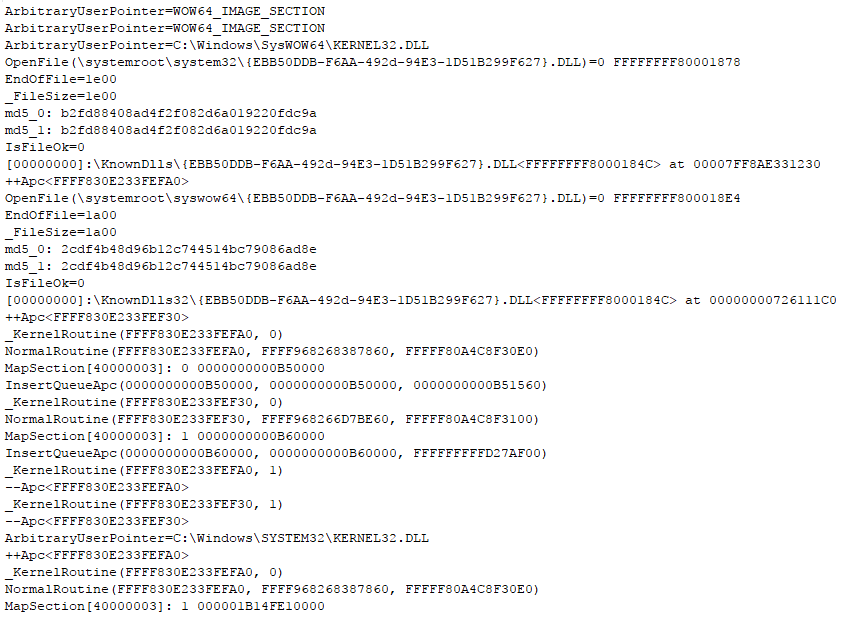 ArbitraryUserPointer=WOW64_IMAGE_SECTION
ArbitraryUserPointer=WOW64_IMAGE_SECTION
ArbitraryUserPointer=C:\Windows\SysWOW64\KERNEL32.DLL
OpenFile(\systemroot\system32\{EBB50DDB-F6AA-492d-94E3-1D51B299F627}.DLL)=0 FFFFFFFF80001878
EndOfFile=1e00
_FileSize=1e00
md5_0: b2fd88408ad4f2f082d6a019220fdc9a
md5_1: b2fd88408ad4f2f082d6a019220fdc9a
IsFileOk=0
[00000000]:\KnownDlls\{EBB50DDB-F6AA-492d-94E3-1D51B299F627}.DLL<FFFFFFFF8000184C> at 00007FF8AE331230
++Apc<FFFF830E233FEFA0>
OpenFile(\systemroot\syswow64\{EBB50DDB-F6AA-492d-94E3-1D51B299F627}.DLL)=0 FFFFFFFF800018E4
EndOfFile=1a00
_FileSize=1a00
md5_0: 2cdf4b48d96b12c744514bc79086ad8e
md5_1: 2cdf4b48d96b12c744514bc79086ad8e
IsFileOk=0
[00000000]:\KnownDlls32\{EBB50DDB-F6AA-492d-94E3-1D51B299F627}.DLL<FFFFFFFF8000184C> at 00000000726111C0
++Apc<FFFF830E233FEF30>
_KernelRoutine(FFFF830E233FEFA0, 0)
NormalRoutine(FFFF830E233FEFA0, FFFF968268387860, FFFFF80A4C8F30E0)
MapSection[40000003]: 0 0000000000B50000
InsertQueueApc(0000000000B50000, 0000000000B50000, 0000000000B51560)
_KernelRoutine(FFFF830E233FEF30, 0)
NormalRoutine(FFFF830E233FEF30, FFFF968266D7BE60, FFFFF80A4C8F3100)
MapSection[40000003]: 1 0000000000B60000
InsertQueueApc(0000000000B60000, 0000000000B60000, FFFFFFFFFD27AF00)
_KernelRoutine(FFFF830E233FEFA0, 1)
--Apc<FFFF830E233FEFA0>
_KernelRoutine(FFFF830E233FEF30, 1)
--Apc<FFFF830E233FEF30>
ArbitraryUserPointer=C:\Windows\SYSTEM32\KERNEL32.DLL
++Apc<FFFF830E233FEFA0>
_KernelRoutine(FFFF830E233FEFA0, 0)
NormalRoutine(FFFF830E233FEFA0, FFFF968268387860, FFFFF80A4C8F30E0)
MapSection[40000003]: 1 000001B14FE10000